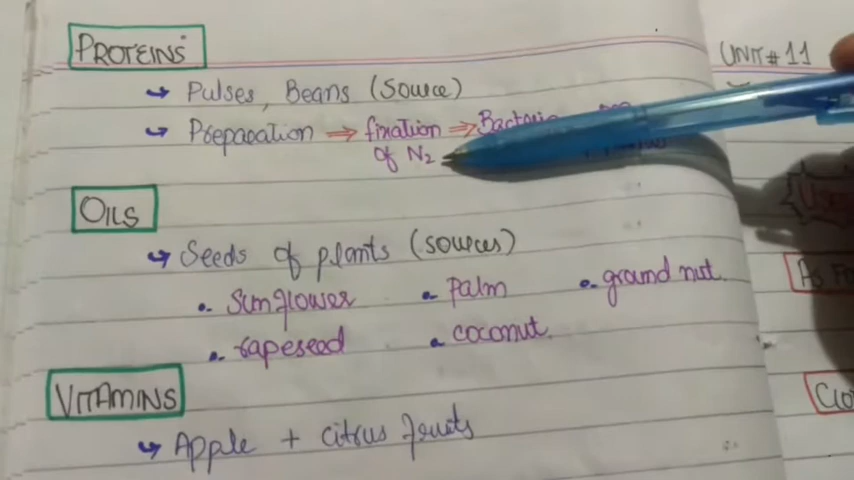 PROTEINS
UNIT # 11
↪ Pulses, Beans (Source)
↪ Preparation ⇒ fixation ⇒ Bacteria
of N2
OILS
↪ Seeds of plants (sources)
• sunflower • palm • ground nut
• rapeseed • coconut
VITAMINS
↪ Apple + citrus fruits